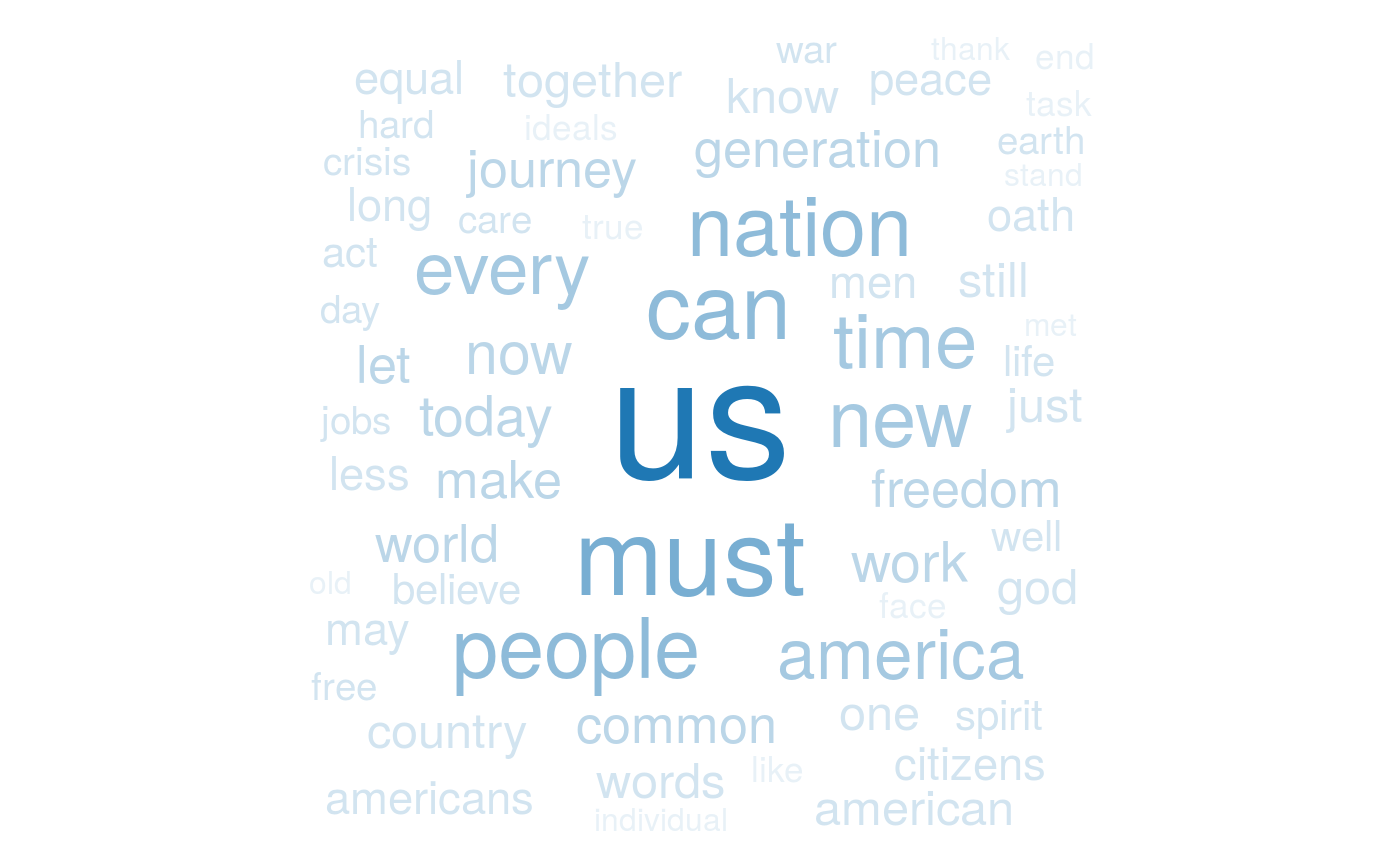 war
thank
end
equal
together
know
peace
task
hard
ideals
generation
earth
crisis
journey
stand
long
care
true
nation
oath
act
every
can
men
still
day
let
now
time
met
life
us
jobs
today
new
just
less
make
freedom
world
must
work
well
old
believe
face
god
may
people
america
free
country
common
one
spirit
words
like
citizens
americans
individual
american